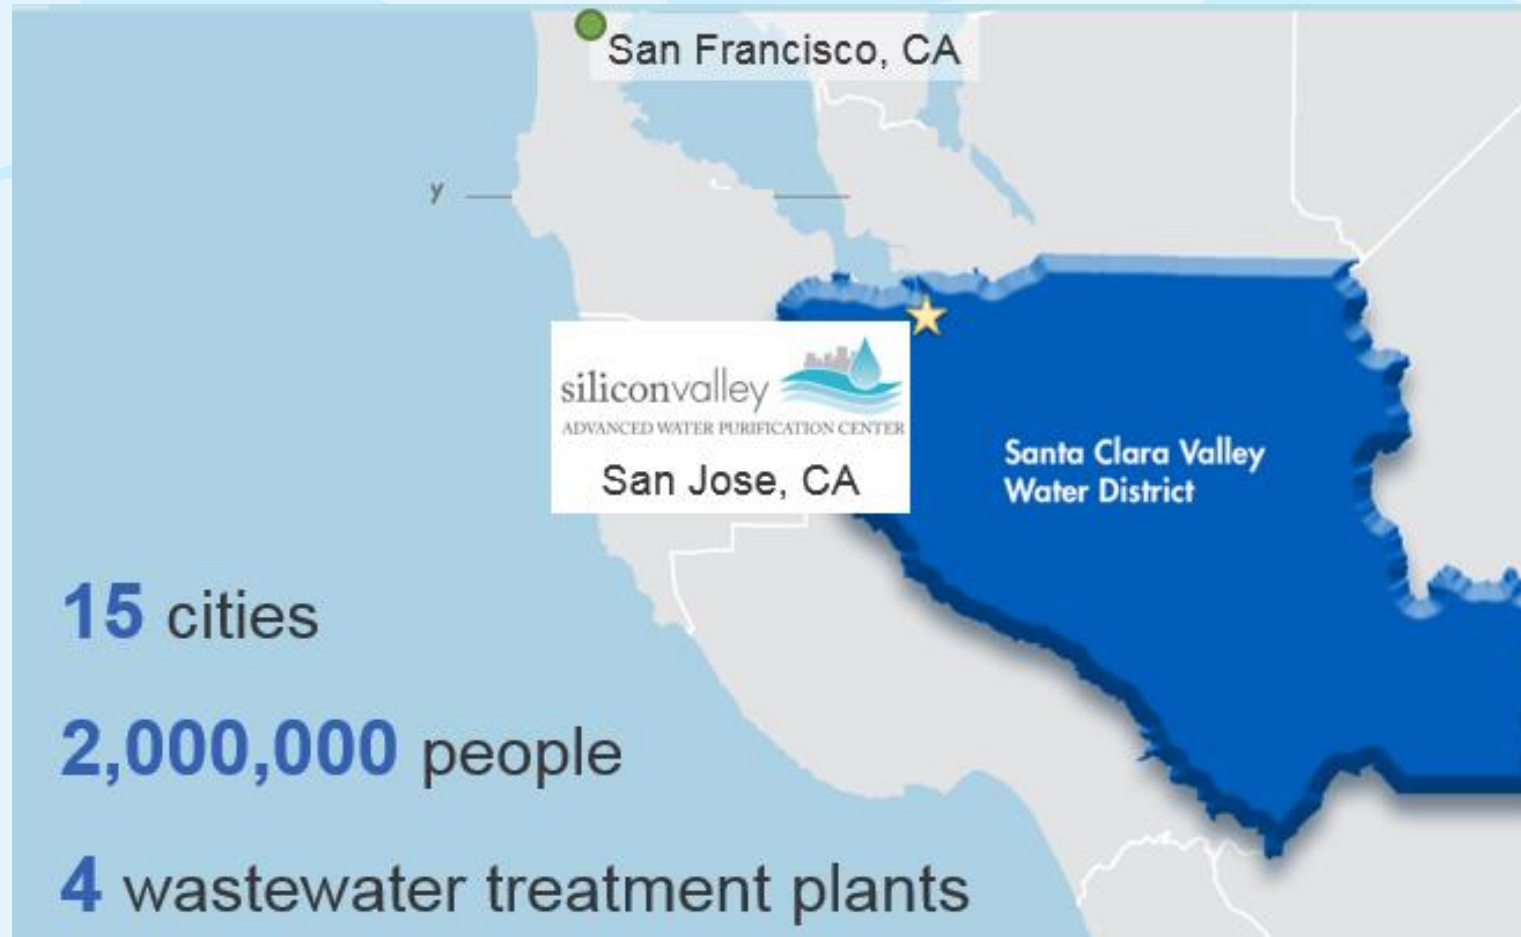 San Francisco, CA
y
siliconvalley
ADVANCED WATER PURIFICATION CENTER
San Jose, CA
Santa Clara Valley
Water District
15 cities
2,000,000 people
4 wastewater treatment plants